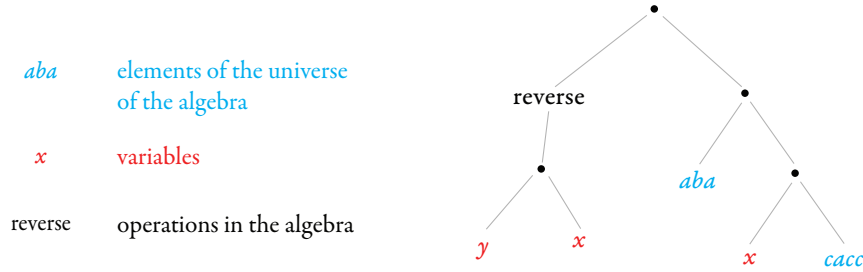 aba elements of the universe
of the algebra
x variables
reverse operations in the algebra
•
reverse •
• aba •
y x x cacc